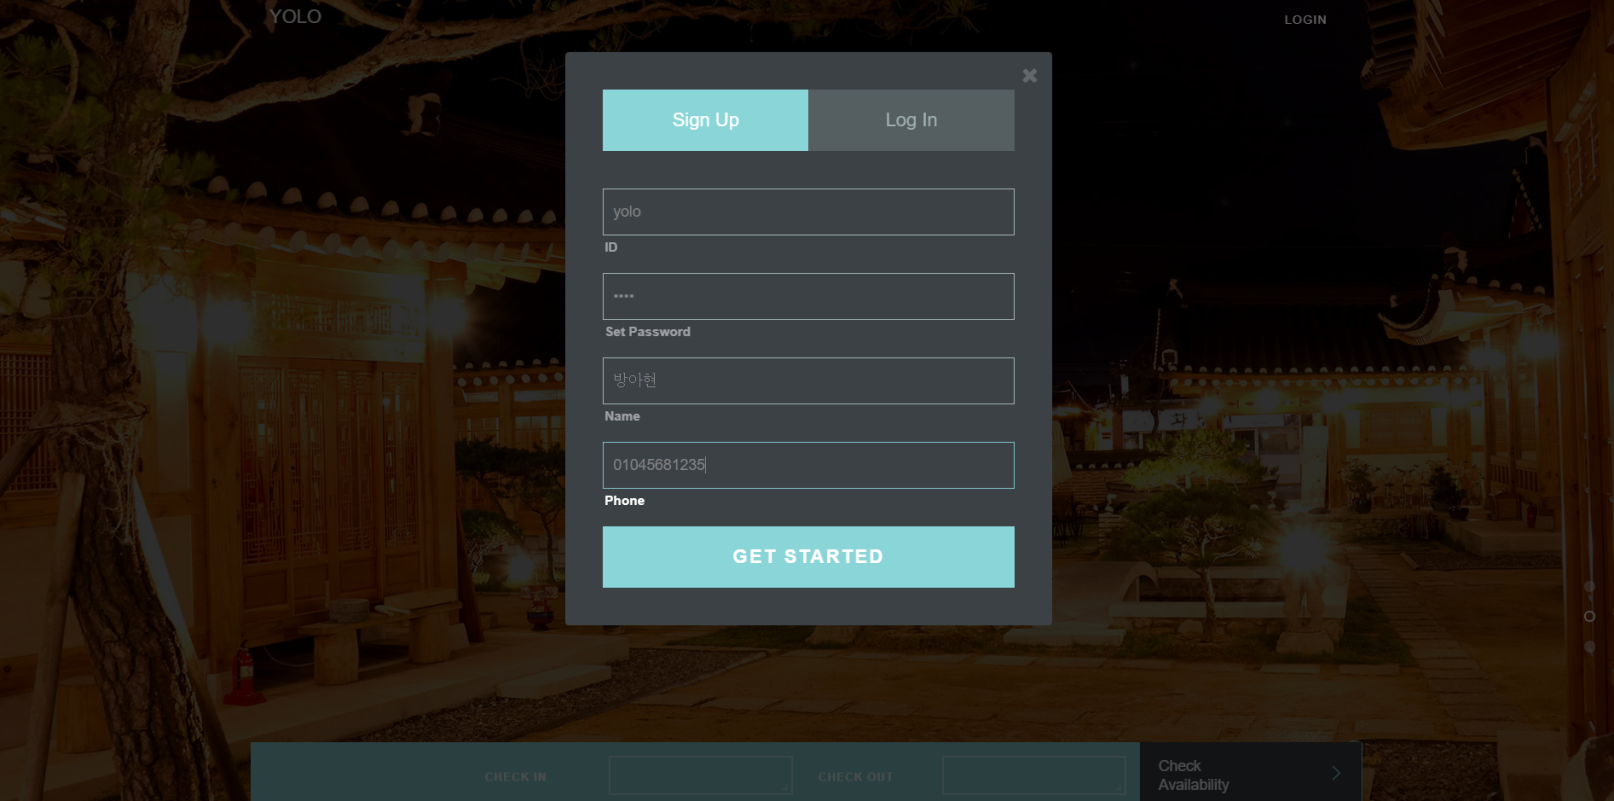 YOLO
LOGIN
Sign Up
Log In
yolo
ID
••••
Set Password
방아현
Name
01045681235
Phone
GET STARTED
CHECK IN
CHECK OUT
Check
Availability